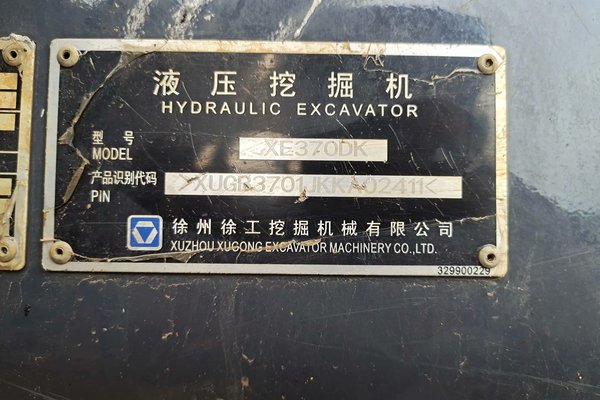 液压挖掘机
HYDRAULIC EXCAVATOR
型号
MODEL
XE370DK
产品识别代码
PIN
>XUGB3701JKKA02411<
徐州徐工挖掘机械有限公司
XUZHOU XUGONG EXCAVATOR MACHINERY CO.,LTD.
329900229